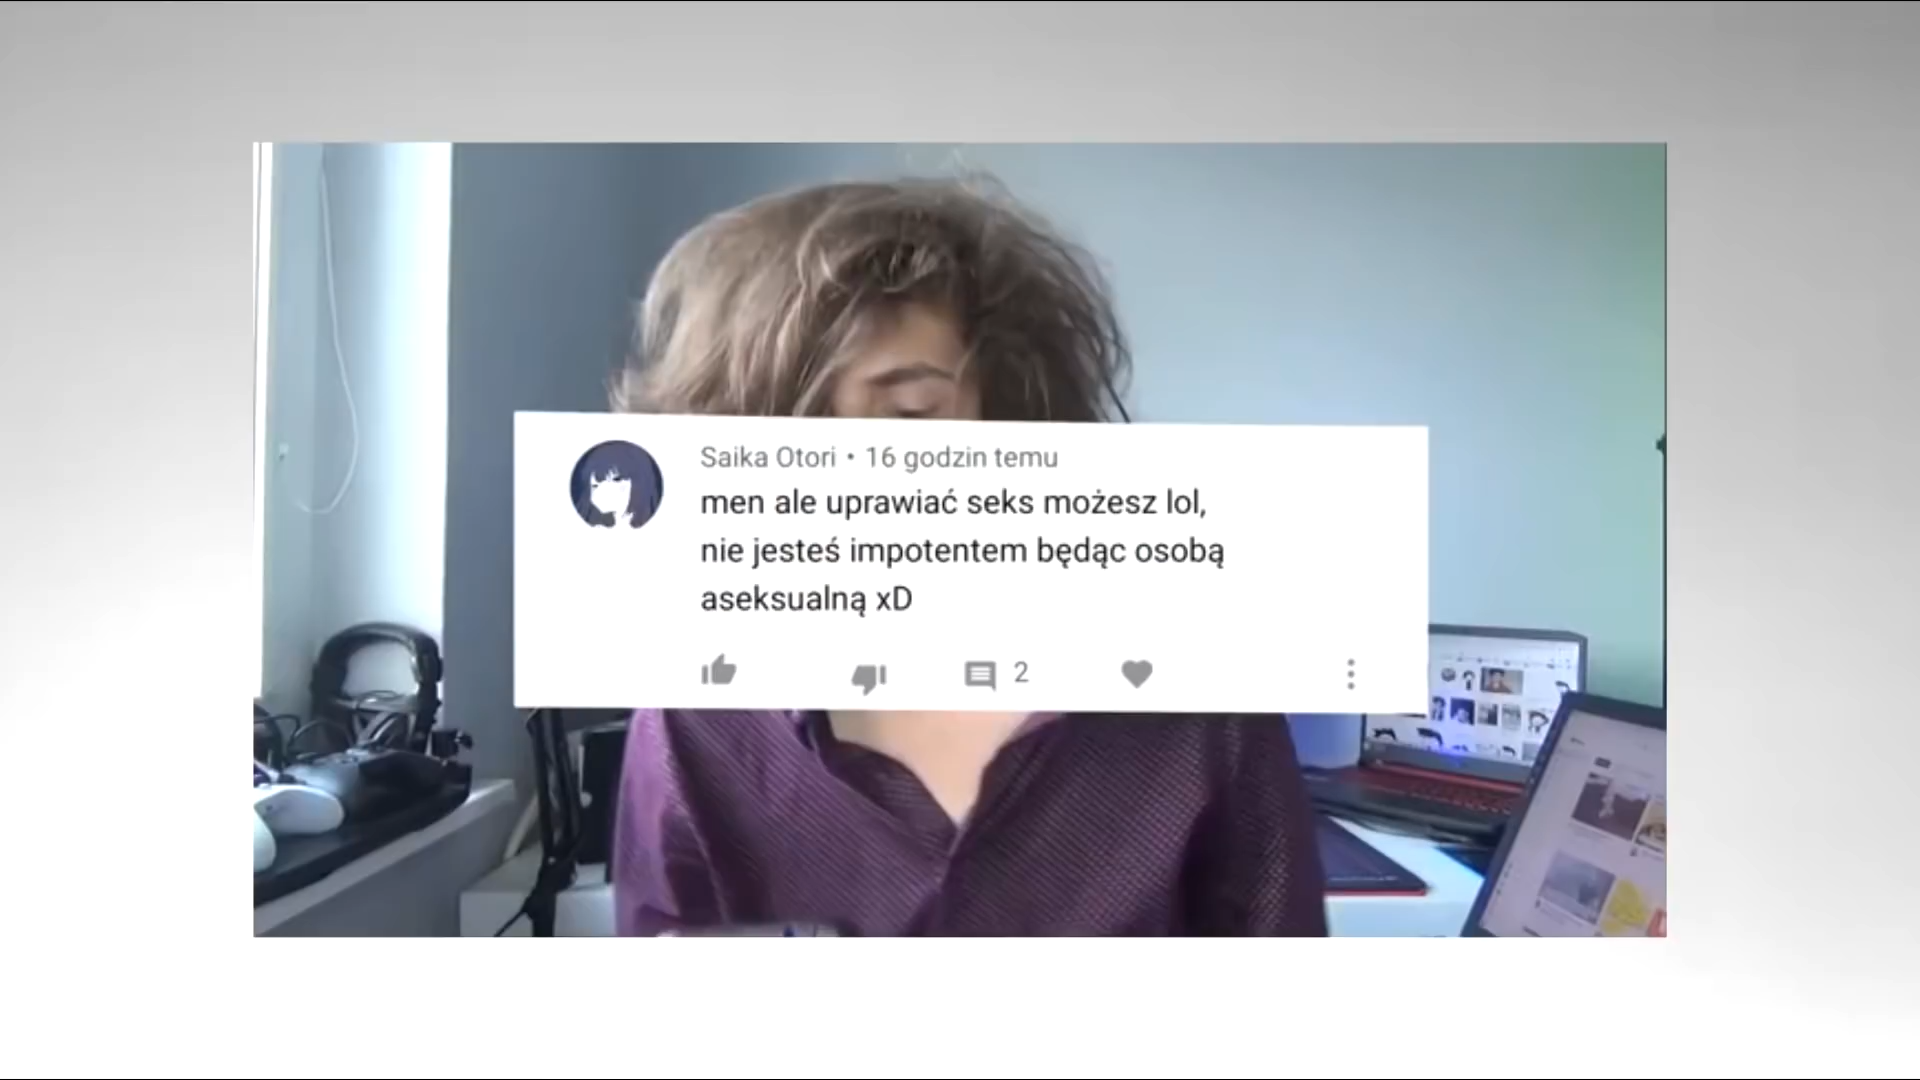 Saika Otori • 16 godzin temu
men ale uprawiać seks możesz lol,
nie jesteś impotentem będąc osobą
aseksualną xD
2